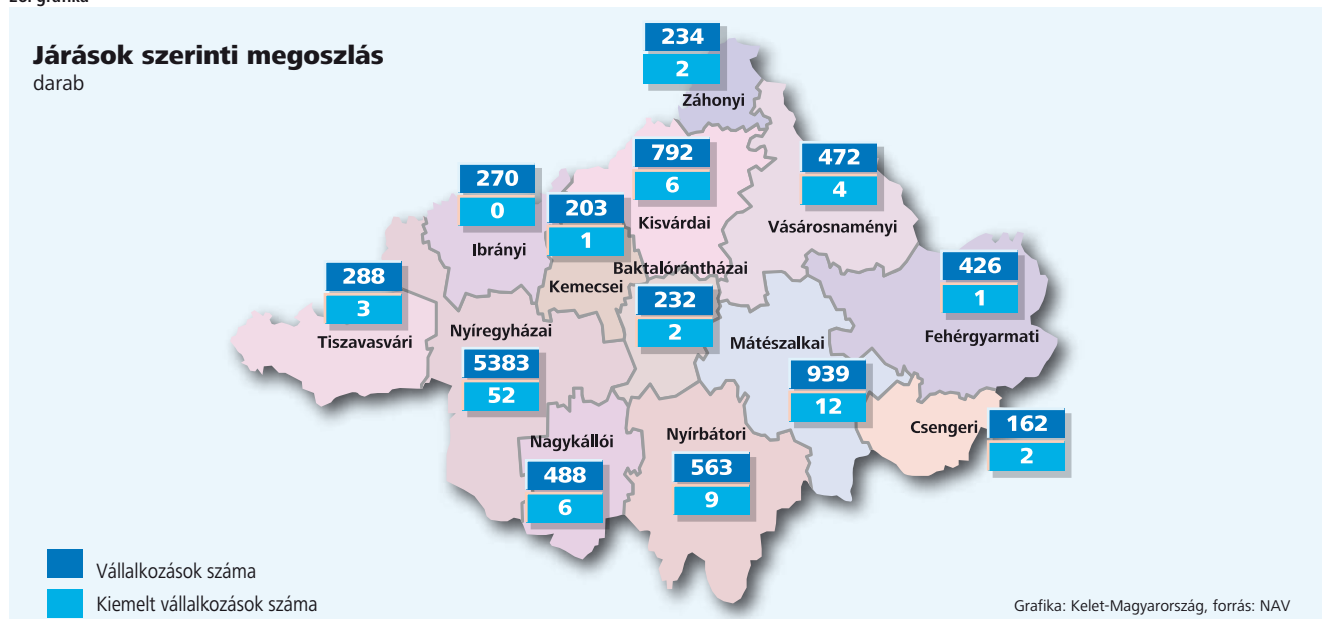 Járások szerinti megoszlás
darab
234
2
Záhonyi
792
6
Kisvárdai
472
4
Vásárosnaményi
270
0
Ibrányi
203
1
Kemecsei
Baktalórántházai
232
2
426
1
Fehérgyarmati
288
3
Tiszavasvári
Nyíregyházai
5383
52
Mátészalkai
939
12
Csengeri
162
2
Nagykállói
488
6
Nyírbátori
563
9
Vállalkozások száma
Kiemelt vállalkozások száma
Grafika: Kelet-Magyarország, forrás: NAV